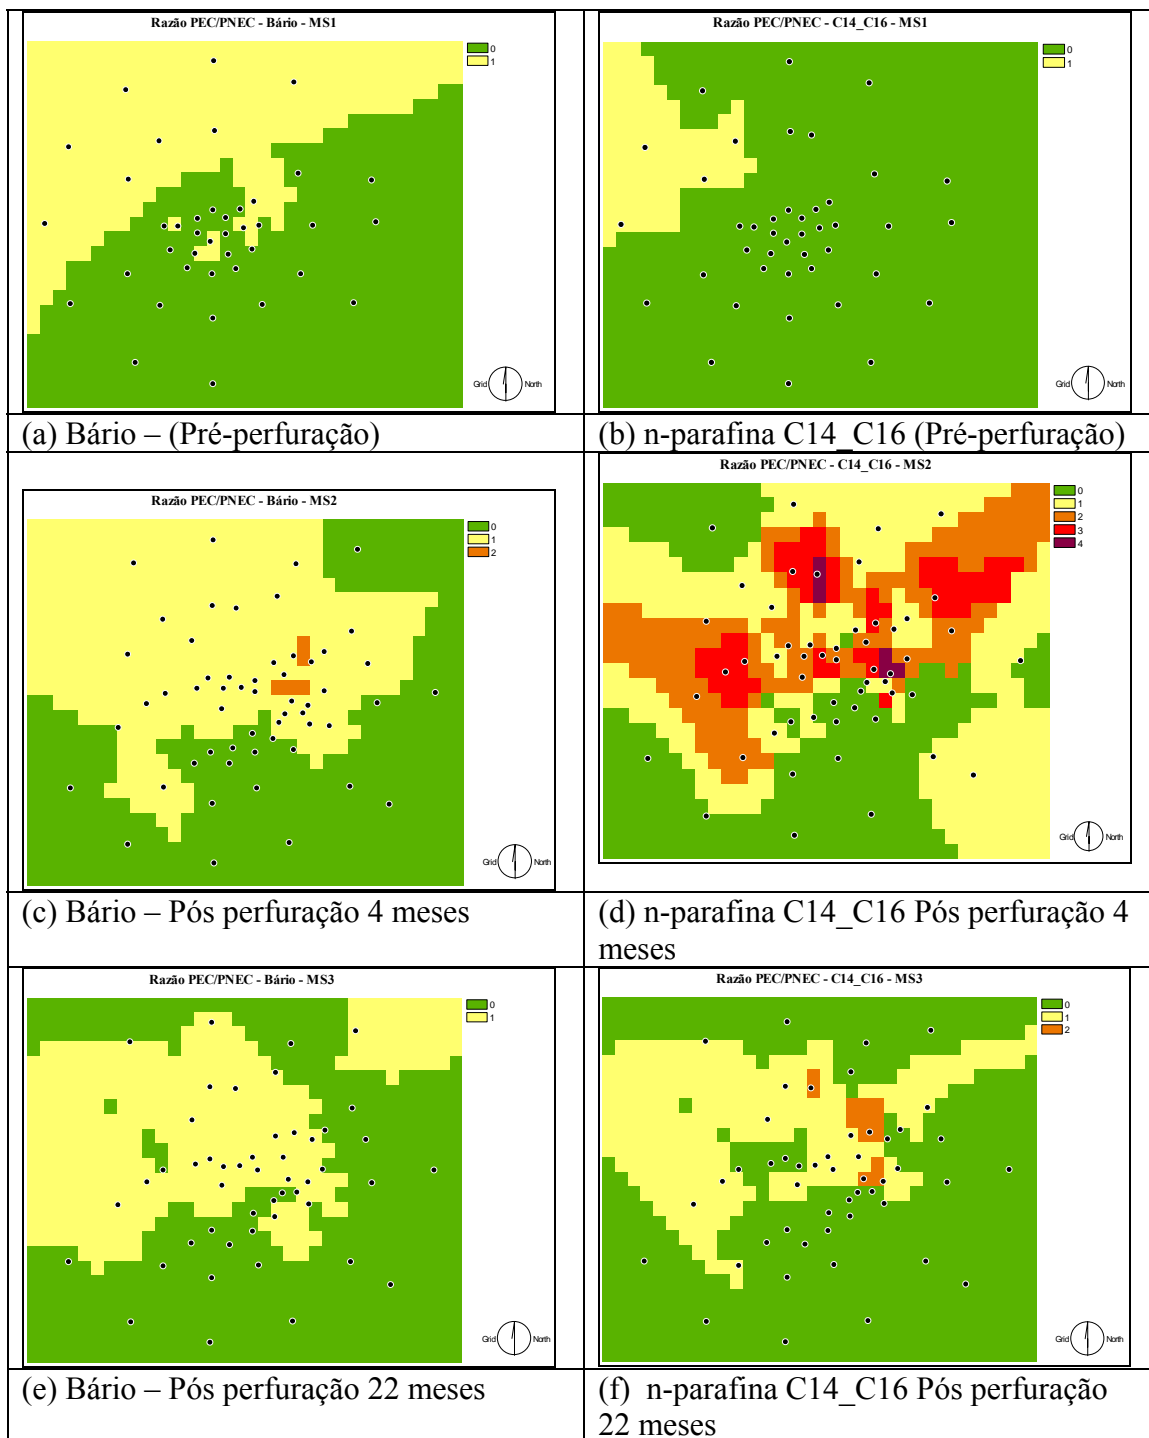 Razão PEC/PNEC - Bário - MS1
0
1
Grid North
(a) Bário – (Pré-perfuração)
Razão PEC/PNEC - C14_C16 - MS1
0
1
Grid North
(b) n-parafina C14_C16 (Pré-perfuração)
Razão PEC/PNEC - Bário - MS2
0
1
2
Grid North
(c) Bário – Pós perfuração 4 meses
Razão PEC/PNEC - C14_C16 - MS2
0
1
2
3
4
Grid North
(d) n-parafina C14_C16 Pós perfuração 4
meses
Razão PEC/PNEC - Bário - MS3
0
1
Grid North
(e) Bário – Pós perfuração 22 meses
Razão PEC/PNEC - C14_C16 - MS3
0
1
2
Grid North
(f) n-parafina C14_C16 Pós perfuração
22 meses